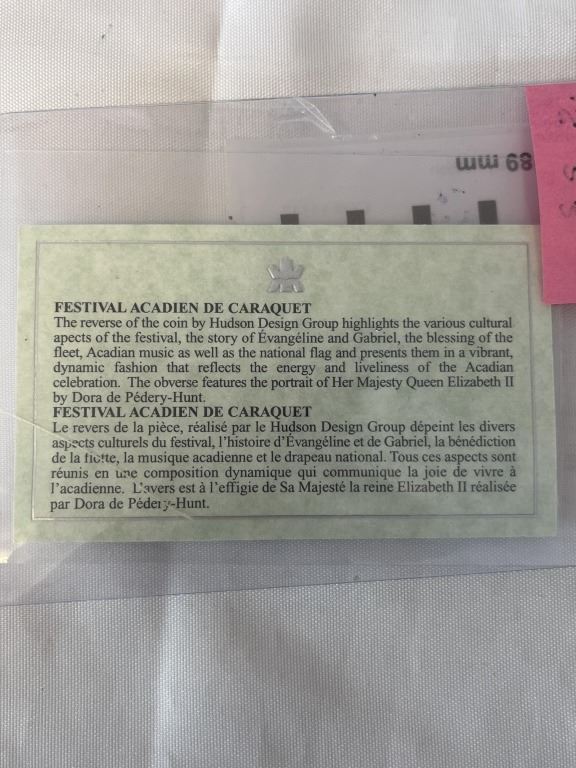 89 mm
FESTIVAL ACADIEN DE CARAQUET
The reverse of the coin by Hudson Design Group highlights the various cultural
apects of the festival, the story of Évangéline and Gabriel, the blessing of the
fleet, Acadian music as well as the national flag and presents them in a vibrant,
dynamic fashion that reflects the energy and liveliness of the Acadian
celebration. The obverse features the portrait of Her Majesty Queen Elizabeth II
by Dora de Pédery-Hunt.
FESTIVAL ACADIEN DE CARAQUET
Le revers de la pièce, réalisé par le Hudson Design Group dépeint les divers
aspects culturels du festival, l'histoire d'Évangéline et de Gabriel, la bénédiction
de la flotte, la musique acadienne et le drapeau national. Tous ces aspects sont
réunis en une composition dynamique qui communique la joie de vivre à
l'acadienne. L'avers est à l'effigie de Sa Majesté la reine Elizabeth II réalisée
par Dora de Pédery-Hunt.